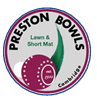 PRESTON BOWLS
Lawn &
Short Mat
Cambridge